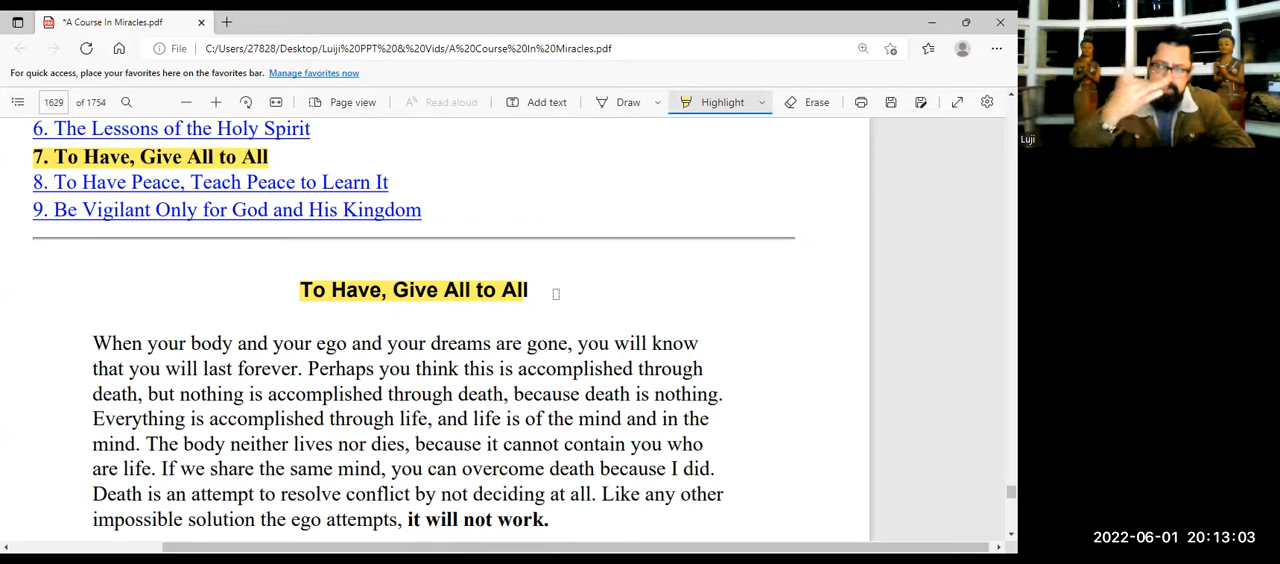 *A Course In Miracles.pdf
File
C:/Users/27828/Desktop/Luiji%20PPT%20&%20Vids/A%20Course%20In%20Miracles.pdf
For quick access, place your favorites here on the favorites bar. Manage favorites now
1629 of 1754
Page view
Read aloud
Add text
Draw
Highlight
Erase
6. The Lessons of the Holy Spirit
7. To Have, Give All to All
8. To Have Peace, Teach Peace to Learn It
9. Be Vigilant Only for God and His Kingdom
To Have, Give All to All
When your body and your ego and your dreams are gone, you will know
that you will last forever. Perhaps you think this is accomplished through
death, but nothing is accomplished through death, because death is nothing.
Everything is accomplished through life, and life is of the mind and in the
mind. The body neither lives nor dies, because it cannot contain you who
are life. If we share the same mind, you can overcome death because I did.
Death is an attempt to resolve conflict by not deciding at all. Like any other
impossible solution the ego attempts, it will not work.
Luji
2022-06-01 20:13:03